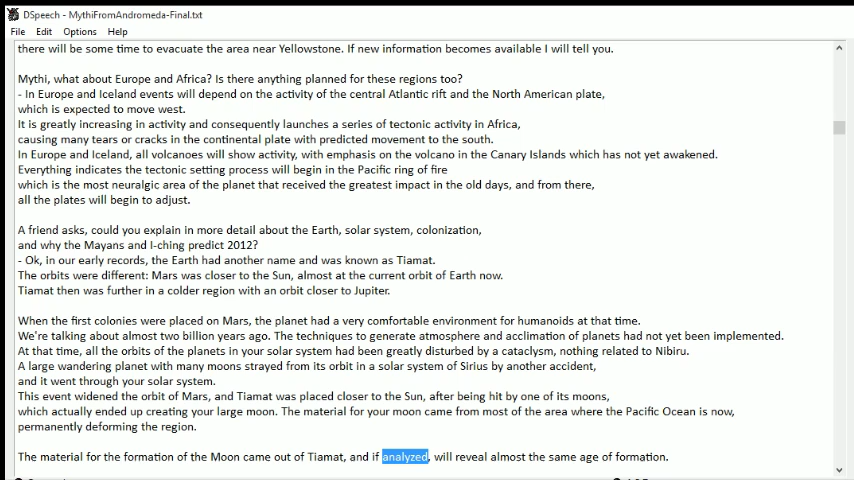 DSpeech - MythiFromAndromeda-Final.txt
File Edit Options Help
there will be some time to evacuate the area near Yellowstone. If new information becomes available I will tell you.
Mythi, what about Europe and Africa? Is there anything planned for these regions too?
- In Europe and Iceland events will depend on the activity of the central Atlantic rift and the North American plate,
which is expected to move west.
It is greatly increasing in activity and consequently launches a series of tectonic activity in Africa,
causing many tears or cracks in the continental plate with predicted movement to the south.
In Europe and Iceland, all volcanoes will show activity, with emphasis on the volcano in the Canary Islands which has not yet awakened.
Everything indicates the tectonic setting process will begin in the Pacific ring of fire
which is the most neuralgic area of the planet that received the greatest impact in the old days, and from there,
all the plates will begin to adjust.
A friend asks, could you explain in more detail about the Earth, solar system, colonization,
and why the Mayans and I-ching predict 2012?
- Ok, in our early records, the Earth had another name and was known as Tiamat.
The orbits were different: Mars was closer to the Sun, almost at the current orbit of Earth now.
Tiamat then was further in a colder region with an orbit closer to Jupiter.
When the first colonies were placed on Mars, the planet had a very comfortable environment for humanoids at that time.
We're talking about almost two billion years ago. The techniques to generate atmosphere and acclimation of planets had not yet been implemented.
At that time, all the orbits of the planets in your solar system had been greatly disturbed by a cataclysm, nothing related to Nibiru.
A large wandering planet with many moons strayed from its orbit in a solar system of Sirius by another accident,
and it went through your solar system.
This event widened the orbit of Mars, and Tiamat was placed closer to the Sun, after being hit by one of its moons,
which actually ended up creating your large moon. The material for your moon came from most of the area where the Pacific Ocean is now,
permanently deforming the region.
The material for the formation of the Moon came out of Tiamat, and if analyzed, will reveal almost the same age of formation.